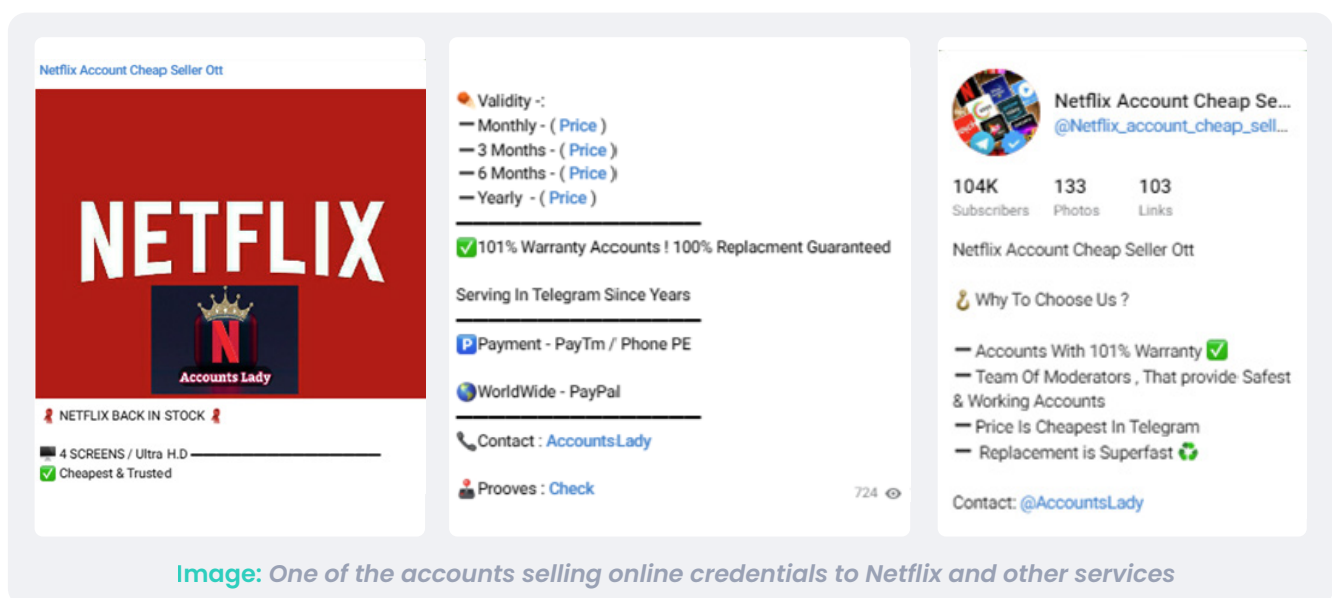 Netflix Account Cheap Seller Ott
NETFLIX
N
Accounts Lady
NETFLIX BACK IN STOCK
4 SCREENS / Ultra H.D
Cheapest & Trusted
Validity -:
Monthly - ( Price )
3 Months - ( Price )
6 Months - ( Price )
Yearly - ( Price )
101% Warranty Accounts ! 100% Replacment Guaranteed
Serving In Telegram Since Years
P Payment - PayTm / Phone PE
WorldWide - PayPal
Contact : AccountsLady
Prooves : Check
724
Netflix Account Cheap Se...
@Netflix_account_cheap_sell...
104K 133 103
Subscribers Photos Links
Netflix Account Cheap Seller Ott
Why To Choose Us ?
Accounts With 101% Warranty
Team Of Moderators , That provide Safest
& Working Accounts
Price Is Cheapest In Telegram
Replacement is Superfast
Contact: @AccountsLady
Image: One of the accounts selling online credentials to Netflix and other services